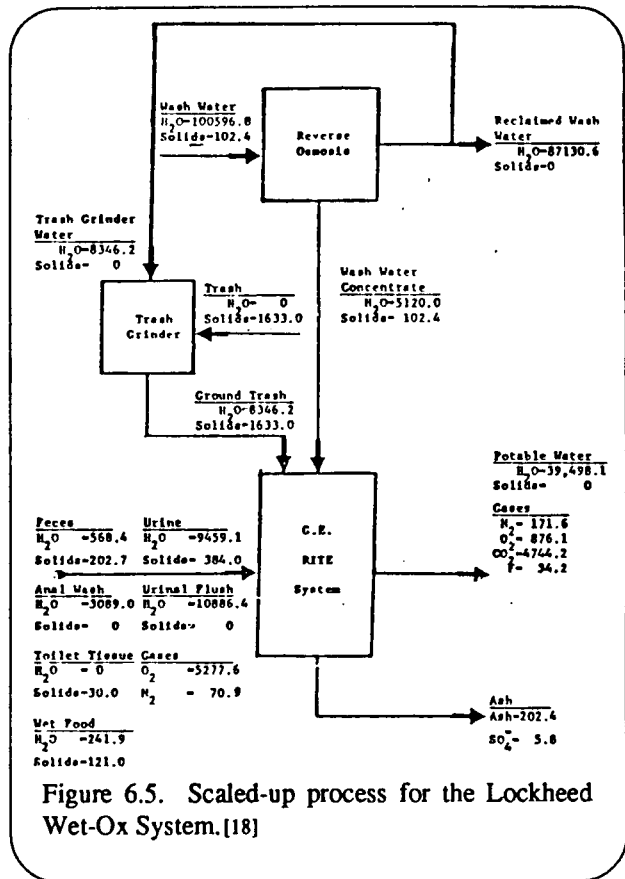 Wash Water
H2O-100596.8
Solids-102.4
Reverse
Osmosis
Reclaimed Wash
Water
H2O-87130.6
Solids-0
Trash Grinder
Water
H2O-8346.2
Solids- 0
Trash
Grinder
Trash
H2O- 0
Solids-1633.0
Wash Water
Concentrate
H2O-5120.0
Solids- 102.4
Ground Trash
H2O-8346.2
Solids-1633.0
G.E.
RITE
System
Potable Water
H2O-39,498.1
Solids- 0
Gases
N2- 171.6
O2- 876.1
CO2-4744.2
- 34.2
Feces Urine
H2O -568.4 H2O -9459.1
Solids-202.7 Solids- 384.0
Anal Wash Urinal Flush
H2O -3089.0 H2O -10886.4
Solids- 0 Solids- 0
Toilet Tissue Gases
H2O - 0 O2 -5277.6
Solids-30.0 N2 - 70.9
Wet Food
H2O -241.9
Solids-121.0
Ash
Ash-202.4
SO4=- 5.8
Figure 6.5. Scaled-up process for the Lockheed
Wet-Ox System.[18]